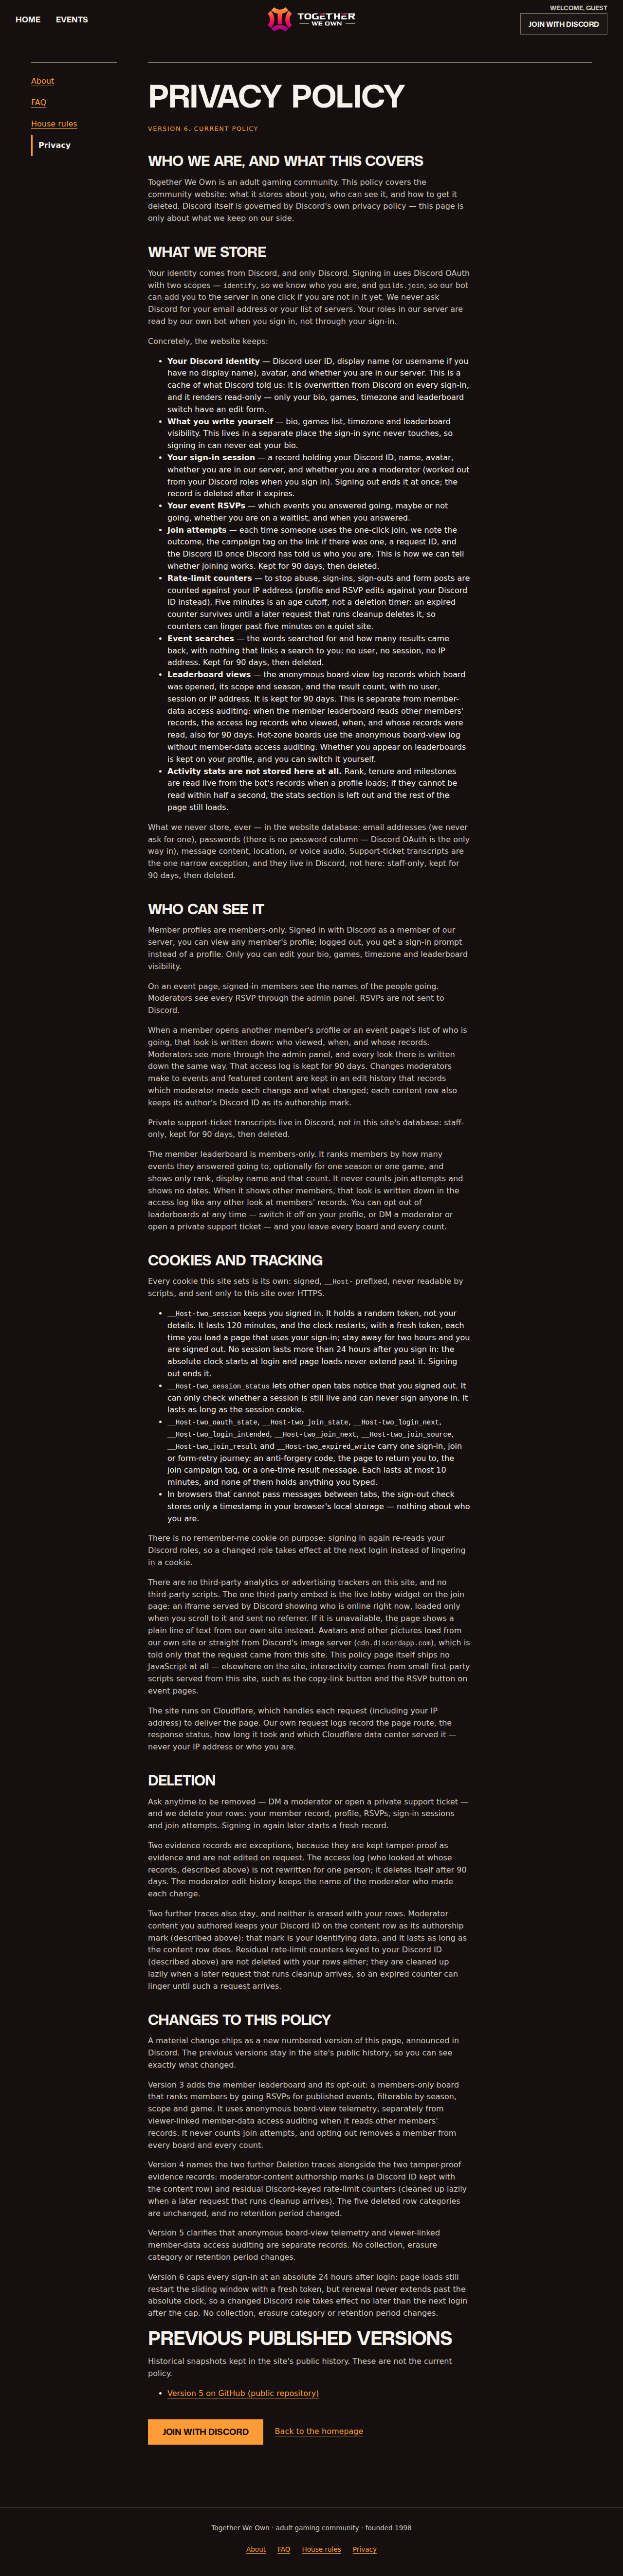 HOME EVENTS
TOGETHER
WE OWN
WELCOME, GUEST
JOIN WITH DISCORD
About
FAQ
House rules
Privacy
PRIVACY POLICY
VERSION 6, CURRENT POLICY
WHO WE ARE, AND WHAT THIS COVERS
Together We Own is an adult gaming community. This policy covers the
community website: what it stores about you, who can see it, and how to get it
deleted. Discord itself is governed by Discord's own privacy policy — this page is
only about what we keep on our side.
WHAT WE STORE
Your identity comes from Discord, and only Discord. Signing in uses Discord OAuth
with two scopes — identify, so we know who you are, and guilds.join, so our bot
can add you to the server in one click if you are not in it yet. We never ask
Discord for your email address or your list of servers. Your roles in our server are
read by our own bot when you sign in, not through your sign-in.
Concretely, the website keeps:
• Your Discord identity — Discord user ID, display name (or username if you
have no display name), avatar, and whether you are in our server. This is a
cache of what Discord told us: it is overwritten from Discord on every sign-in,
and it renders read-only — only your bio, games, timezone and leaderboard
switch have an edit form.
• What you write yourself — bio, games list, timezone and leaderboard
visibility. This lives in a separate place the sign-in sync never touches, so
signing in can never eat your bio.
• Your sign-in session — a record holding your Discord ID, name, avatar,
whether you are in our server, and whether you are a moderator (worked out
from your Discord roles when you sign in). Signing out ends it at once; the
record is deleted after it expires.
• Your event RSVPs — which events you answered going, maybe or not
going, whether you are on a waitlist, and when you answered.
• Join attempts — each time someone uses the one-click join, we note the
outcome, the campaign tag on the link if there was one, a request ID, and
the Discord ID once Discord has told us who you are. This is how we can tell
whether joining works. Kept for 90 days, then deleted.
• Rate-limit counters — to stop abuse, sign-ins, sign-outs and form posts are
counted against your IP address (profile and RSVP edits against your Discord
ID instead). Five minutes is an age cutoff, not a deletion timer: an expired
counter survives until a later request that runs cleanup deletes it, so
counters can linger past five minutes on a quiet site.
• Event searches — the words searched for and how many results came
back, with nothing that links a search to you: no user, no session, no IP
address. Kept for 90 days, then deleted.
• Leaderboard views — the anonymous board-view log records which board
was opened, its scope and season, and the result count, with no user,
session or IP address. It is kept for 90 days. This is separate from member-
data access auditing: when the member leaderboard reads other members'
records, the access log records who viewed, when, and whose records were
read, also for 90 days. Hot-zone boards use the anonymous board-view log
without member-data access auditing. Whether you appear on leaderboards
is kept on your profile, and you can switch it yourself.
• Activity stats are not stored here at all. Rank, tenure and milestones
are read live from the bot's records when a profile loads; if they cannot be
read within half a second, the stats section is left out and the rest of the
page still loads.
What we never store, ever — in the website database: email addresses (we never
ask for one), passwords (there is no password column — Discord OAuth is the only
way in), message content, location, or voice audio. Support-ticket transcripts are
the one narrow exception, and they live in Discord, not here: staff-only, kept for
90 days, then deleted.
WHO CAN SEE IT
Member profiles are members-only. Signed in with Discord as a member of our
server, you can view any member's profile; logged out, you get a sign-in prompt
instead of a profile. Only you can edit your bio, games, timezone and leaderboard
visibility.
On an event page, signed-in members see the names of the people going.
Moderators see every RSVP through the admin panel. RSVPs are not sent to
Discord.
When a member opens another member's profile or an event page's list of who is
going, that look is written down: who viewed, when, and whose records.
Moderators see more through the admin panel, and every look there is written
down the same way. That access log is kept for 90 days. Changes moderators
make to events and featured content are kept in an edit history that records
which moderator made each change and what changed; each content row also
keeps its author's Discord ID as its authorship mark.
Private support-ticket transcripts live in Discord, not in this site's database: staff-
only, kept for 90 days, then deleted.
The member leaderboard is members-only. It ranks members by how many
events they answered going to, optionally for one season or one game, and
shows only rank, display name and that count. It never counts join attempts and
shows no dates. When it shows other members, that look is written down in the
access log like any other look at members' records. You can opt out of
leaderboards at any time — switch it off on your profile, or DM a moderator or
open a private support ticket — and you leave every board and every count.
COOKIES AND TRACKING
Every cookie this site sets is its own: signed, __Host- prefixed, never readable by
scripts, and sent only to this site over HTTPS.
• __Host-two_session keeps you signed in. It holds a random token, not your
details. It lasts 120 minutes, and the clock restarts, with a fresh token, each
time you load a page that uses your sign-in; stay away for two hours and you
are signed out. No session lasts more than 24 hours after you sign in: the
absolute clock starts at login and page loads never extend past it. Signing
out ends it.
• __Host-two_session_status lets other open tabs notice that you signed out. It
can only check whether a session is still live and can never sign anyone in. It
lasts as long as the session cookie.
• __Host-two_oauth_state, __Host-two_join_state, __Host-two_login_next,
__Host-two_login_intended, __Host-two_join_next, __Host-two_join_source,
__Host-two_join_result and __Host-two_expired_write carry one sign-in, join
or form-retry journey: an anti-forgery code, the page to return you to, the
join campaign tag, or a one-time result message. Each lasts at most 10
minutes, and none of them holds anything you typed.
• In browsers that cannot pass messages between tabs, the sign-out check
stores only a timestamp in your browser's local storage — nothing about who
you are.
There is no remember-me cookie on purpose: signing in again re-reads your
Discord roles, so a changed role takes effect at the next login instead of lingering
in a cookie.
There are no third-party analytics or advertising trackers on this site, and no
third-party scripts. The one third-party embed is the live lobby widget on the join
page: an iframe served by Discord showing who is online right now, loaded only
when you scroll to it and sent no referrer. If it is unavailable, the page shows a
plain line of text from our own site instead. Avatars and other pictures load from
our own site or straight from Discord's image server (cdn.discordapp.com), which is
told only that the request came from this site. This policy page itself ships no
JavaScript at all — elsewhere on the site, interactivity comes from small first-party
scripts served from this site, such as the copy-link button and the RSVP button on
event pages.
The site runs on Cloudflare, which handles each request (including your IP
address) to deliver the page. Our own request logs record the page route, the
response status, how long it took and which Cloudflare data center served it —
never your IP address or who you are.
DELETION
Ask anytime to be removed — DM a moderator or open a private support ticket —
and we delete your rows: your member record, profile, RSVPs, sign-in sessions
and join attempts. Signing in again later starts a fresh record.
Two evidence records are exceptions, because they are kept tamper-proof as
evidence and are not edited on request. The access log (who looked at whose
records, described above) is not rewritten for one person; it deletes itself after 90
days. The moderator edit history keeps the name of the moderator who made
each change.
Two further traces also stay, and neither is erased with your rows. Moderator
content you authored keeps your Discord ID on the content row as its authorship
mark (described above): that mark is your identifying data, and it lasts as long as
the content row does. Residual rate-limit counters keyed to your Discord ID
(described above) are not deleted with your rows either; they are cleaned up
lazily when a later request that runs cleanup arrives, so an expired counter can
linger until such a request arrives.
CHANGES TO THIS POLICY
A material change ships as a new numbered version of this page, announced in
Discord. The previous versions stay in the site's public history, so you can see
exactly what changed.
Version 3 adds the member leaderboard and its opt-out: a members-only board
that ranks members by going RSVPs for published events, filterable by season,
scope and game. It uses anonymous board-view telemetry, separately from
viewer-linked member-data access auditing when it reads other members'
records. It never counts join attempts, and opting out removes a member from
every board and every count.
Version 4 names the two further Deletion traces alongside the two tamper-proof
evidence records: moderator-content authorship marks (a Discord ID kept with
the content row) and residual Discord-keyed rate-limit counters (cleaned up lazily
when a later request that runs cleanup arrives). The five deleted row categories
are unchanged, and no retention period changed.
Version 5 clarifies that anonymous board-view telemetry and viewer-linked
member-data access auditing are separate records. No collection, erasure
category or retention period changes.
Version 6 caps every sign-in at an absolute 24 hours after login: page loads still
restart the sliding window with a fresh token, but renewal never extends past the
absolute clock, so a changed Discord role takes effect no later than the next login
after the cap. No collection, erasure category or retention period changes.
PREVIOUS PUBLISHED VERSIONS
Historical snapshots kept in the site's public history. These are not the current
policy.
• Version 5 on GitHub (public repository)
JOIN WITH DISCORD Back to the homepage
Together We Own · adult gaming community · founded 1998
About FAQ House rules Privacy